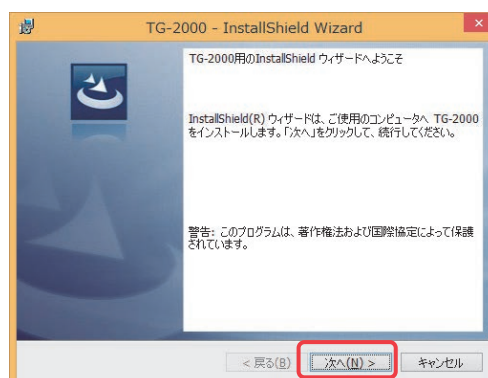 TG-2000 - InstallShield Wizard
TG-2000用のInstallShield ウィザードへようこそ
InstallShield(R) ウィザードは、ご使用のコンピュータへ TG-2000
をインストールします。「次へ」をクリックして、続行してください。
警告: このプログラムは、著作権法および国際協定によって保護
されています。
< 戻る(B)
次へ(N) >
キャンセル